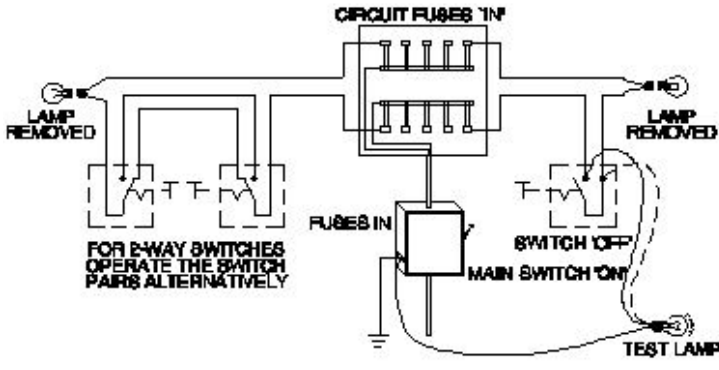 CIRCUIT FUSES 'IN'
LAMP
REMOVED
LAMP
REMOVED
FUSES IN
SWITCH 'OFF'
FOR 2-WAY SWITCHES
OPERATE THE SWITCH
PAIRS ALTERNATIVELY
MAIN SWITCH 'ON'
TEST LAMP